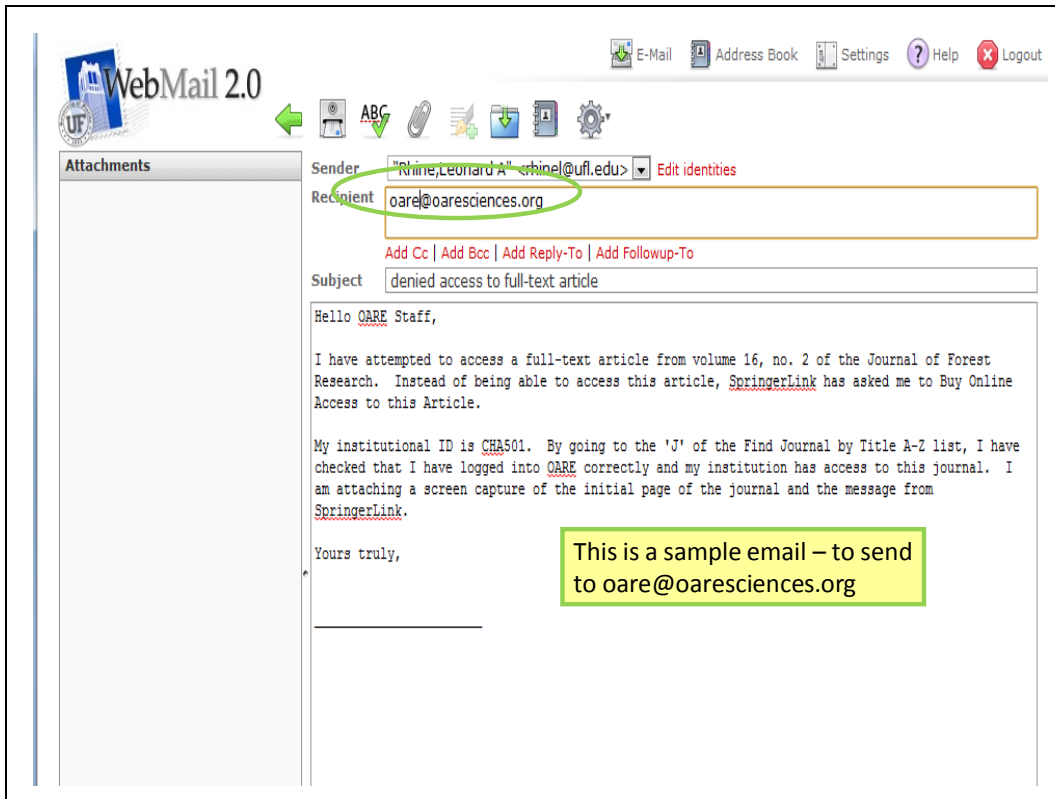 E-Mail Address Book Settings ? Help Logout
WebMail 2.0
UF
ABC
Attachments
Sender "Rhine,Leonard A" <rhinel@ufl.edu> Edit identities
Recipient oare@oaresciences.org
Add Cc | Add Bcc | Add Reply-To | Add Followup-To
Subject denied access to full-text article
Hello OARE Staff,
I have attempted to access a full-text article from volume 16, no. 2 of the Journal of Forest
Research. Instead of being able to access this article, SpringerLink has asked me to Buy Online
Access to this Article.
My institutional ID is CHA501. By going to the 'J' of the Find Journal by Title A-Z list, I have
checked that I have logged into OARE correctly and my institution has access to this journal. I
am attaching a screen capture of the initial page of the journal and the message from
SpringerLink.
Yours truly,
This is a sample email – to send
to oare@oaresciences.org